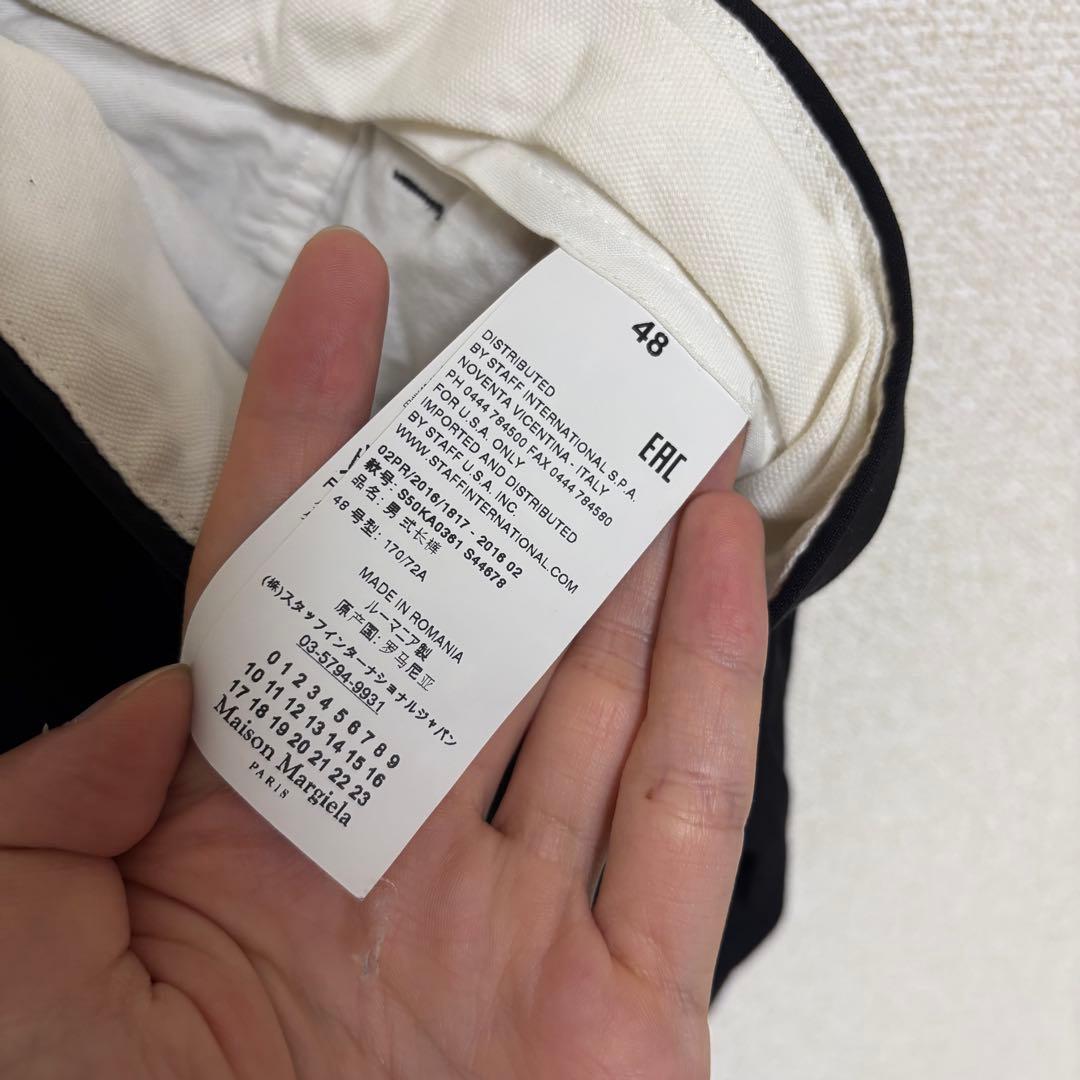 48
EAC
DISTRIBUTED
BY STAFF INTERNATIONAL S.P.A.
NOVENTA VICENTINA - ITALY
PH 0444 784500 FAX 0444 784580
FOR U.S.A. ONLY
IMPORTED AND DISTRIBUTED
BY STAFF U.S.A. INC.
WWW.STAFFINTERNATIONAL.COM
02PR/2016/1817 - 2016 02
款号: S50KA0361 S44678
品名: 男 式长裤
48 号型: 170/72A
MADE IN ROMANIA
ルーマニア製
原产国: 罗马尼亚
(株)スタッフインターナショナルジャパン
03-5794-9931
0 1 2 3 4 5 6 7 8 9
10 11 12 13 14 15 16
17 18 19 20 21 22 23
Maison Margiela
PARIS